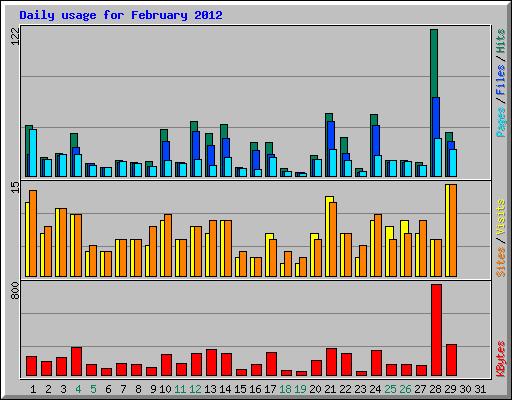 Daily usage for February 2012
122
Pages / Files / Hits
15
Sites / Visits
800
KBytes
1 2 3 4 5 6 7 8 9 10 11 12 13 14 15 16 17 18 19 20 21 22 23 24 25 26 27 28 29 30 31